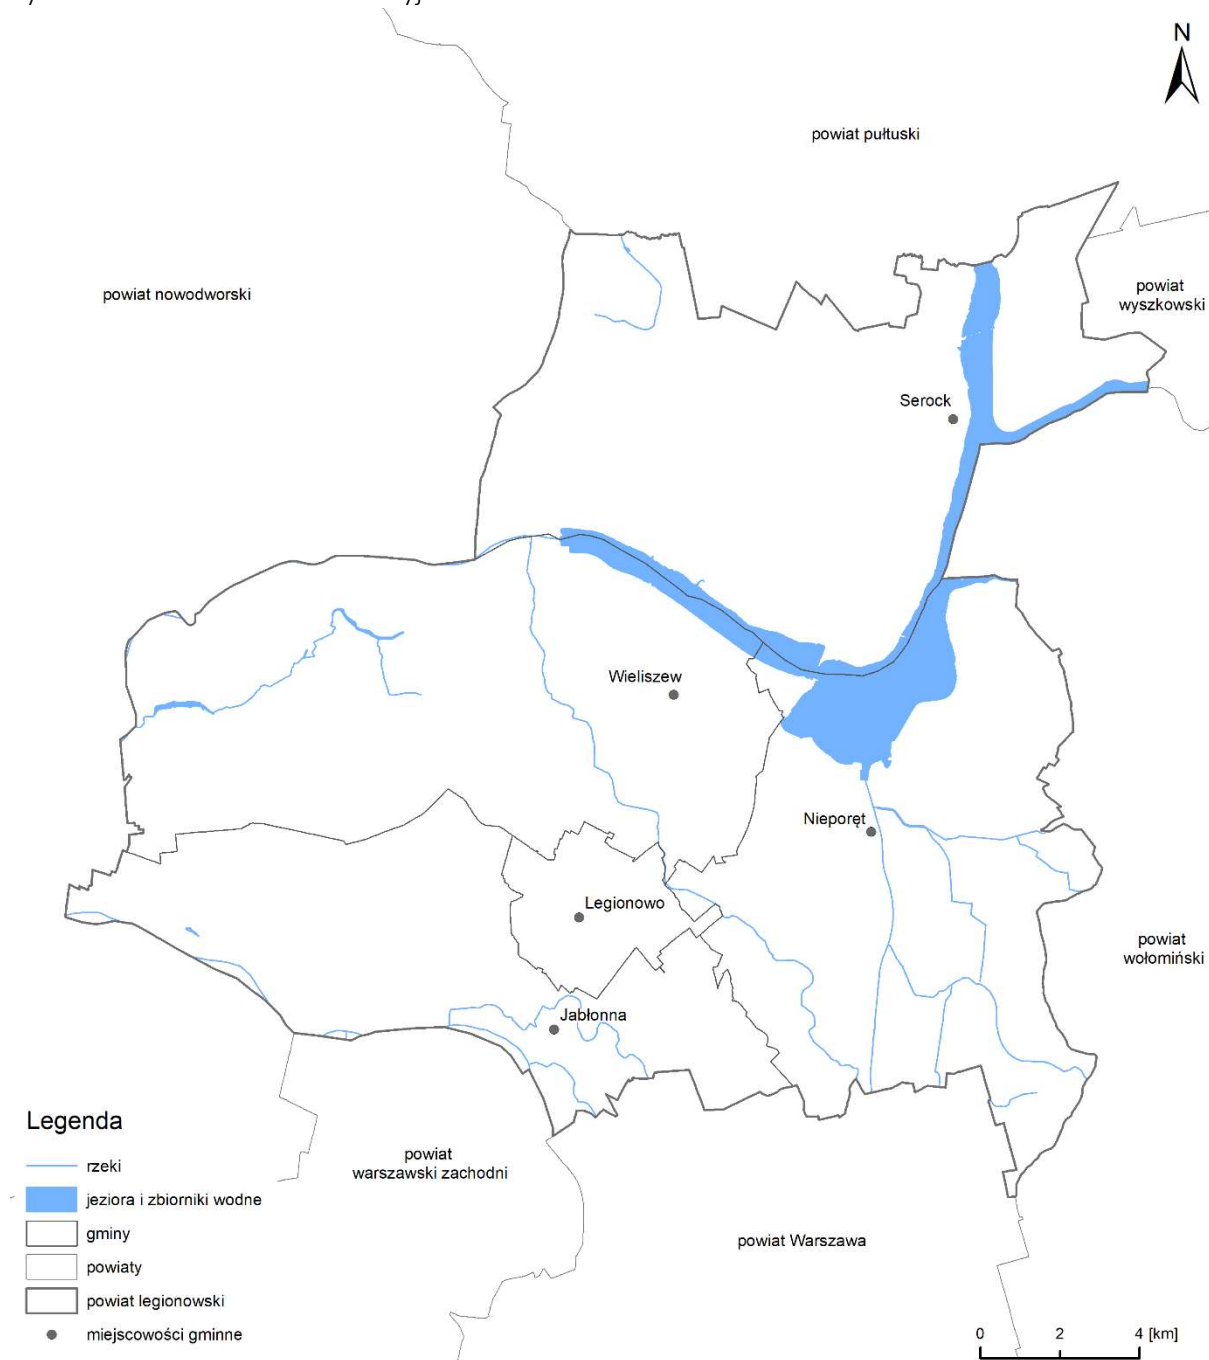 N
powiat pułtuski
powiat nowodworski
powiat
wyszkowski
Serock
Wieliszew
Nieporęt
Legionowo
powiat
wołomiński
Jabłonna
Legenda
rzeki
jeziora i zbiorniki wodne
gminy
powiaty
powiat legionowski
miejscowości gminne
powiat
warszawski zachodni
powiat Warszawa
0 2 4 [km]